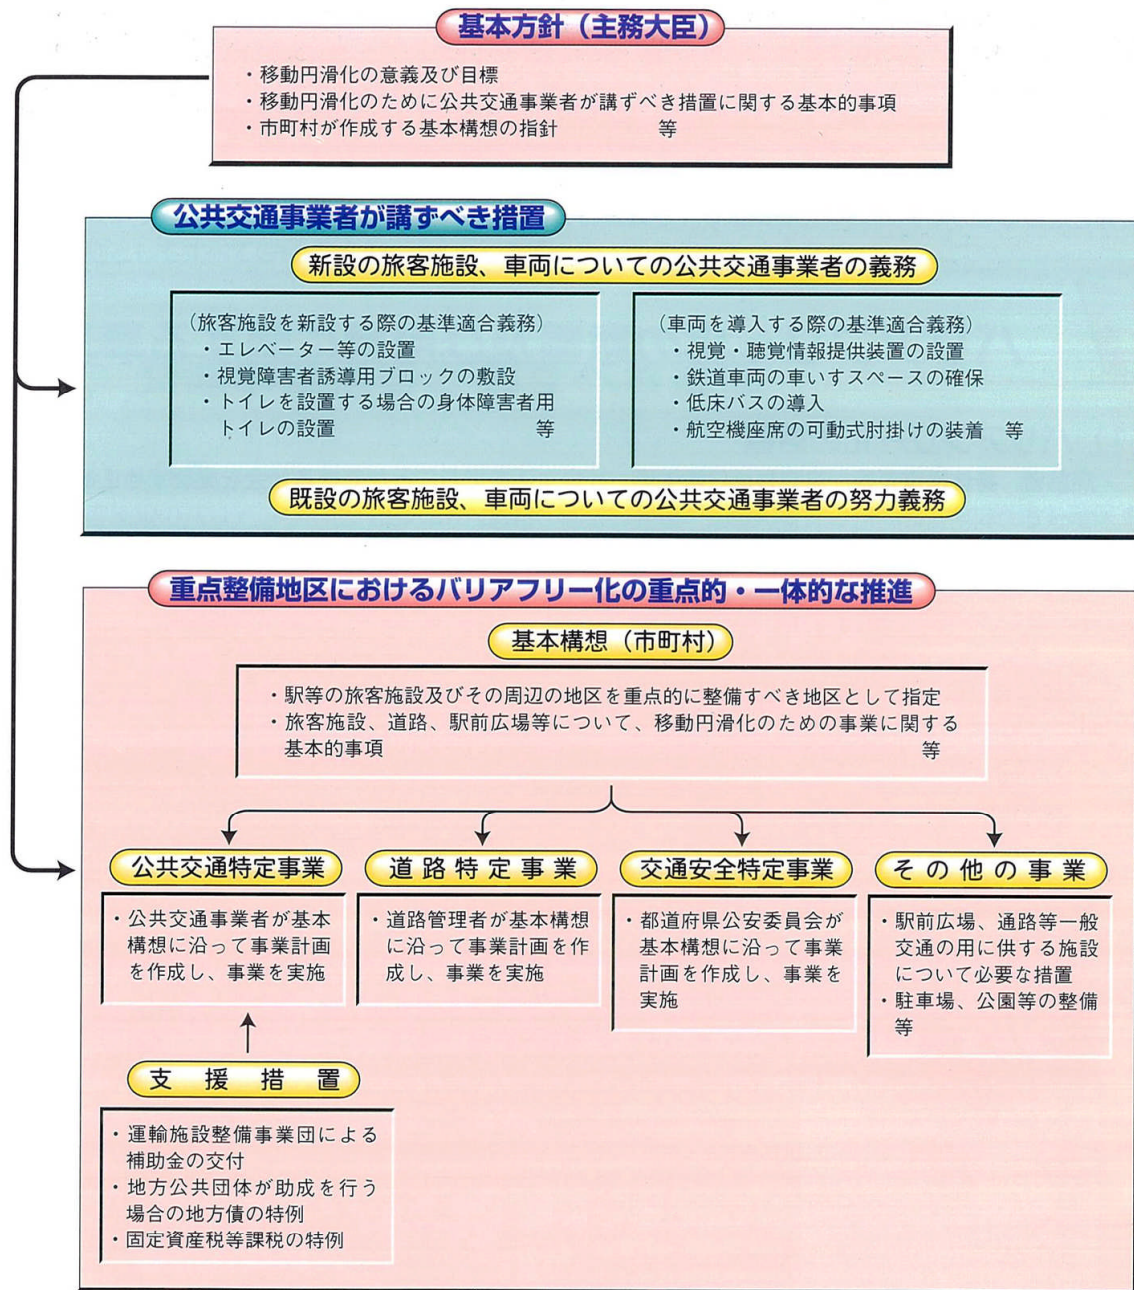 基本方針（主務大臣）
・移動円滑化の意義及び目標
・移動円滑化のために公共交通事業者が講ずべき措置に関する基本的事項
・市町村が作成する基本構想の指針　等
公共交通事業者が講ずべき措置
新設の旅客施設、車両についての公共交通事業者の義務
（旅客施設を新設する際の基準適合義務）
・エレベーター等の設置
・視覚障害者誘導用ブロックの敷設
・トイレを設置する場合の身体障害者用
トイレの設置　等
（車両を導入する際の基準適合義務）
・視覚・聴覚情報提供装置の設置
・鉄道車両の車いすスペースの確保
・低床バスの導入
・航空機座席の可動式肘掛けの装着　等
既設の旅客施設、車両についての公共交通事業者の努力義務
重点整備地区におけるバリアフリー化の重点的・一体的な推進
基本構想（市町村）
・駅等の旅客施設及びその周辺の地区を重点的に整備すべき地区として指定
・旅客施設、道路、駅前広場等について、移動円滑化のための事業に関する
基本的事項　等
公共交通特定事業
・公共交通事業者が基本
構想に沿って事業計画
を作成し、事業を実施
道路特定事業
・道路管理者が基本構想
に沿って事業計画を作
成し、事業を実施
交通安全特定事業
・都道府県公安委員会が
基本構想に沿って事業
計画を作成し、事業を
実施
その他の事業
・駅前広場、通路等一般
交通の用に供する施設
について必要な措置
・駐車場、公園等の整備
等
支援措置
・運輸施設整備事業団による
補助金の交付
・地方公共団体が助成を行う
場合の地方債の特例
・固定資産税等課税の特例